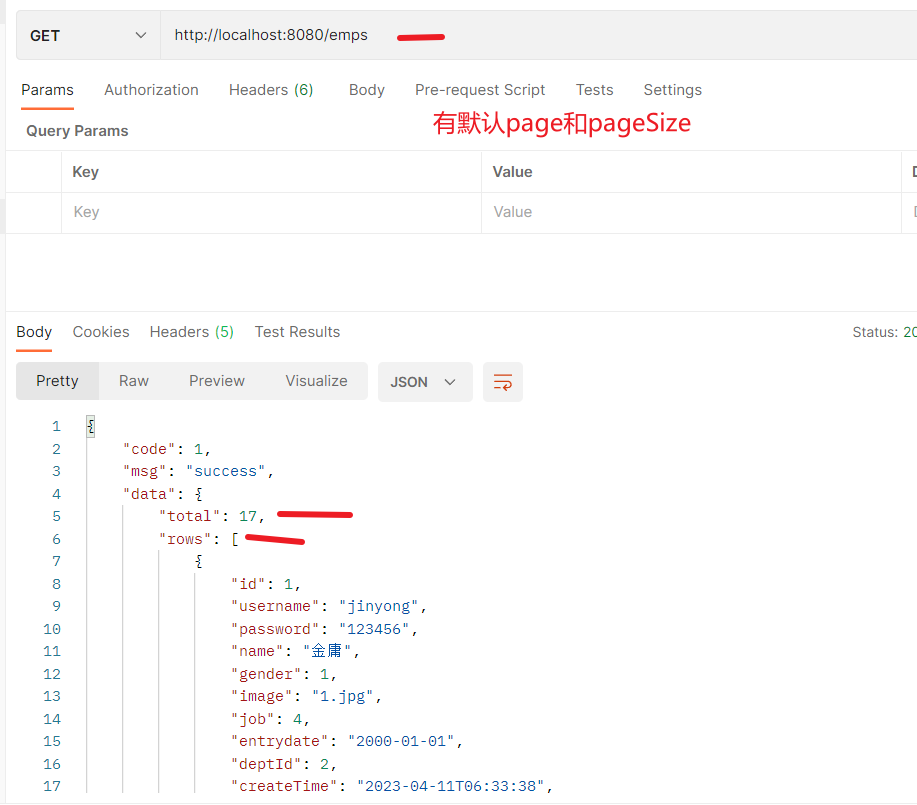 GET http://localhost:8080/emps
Params Authorization Headers (6) Body Pre-request Script Tests Settings
有默认page和pageSize
Query Params
Key Value
Key Value
Body Cookies Headers (5) Test Results Status: 20
Pretty Raw Preview Visualize JSON
1 {
2 "code": 1,
3 "msg": "success",
4 "data": {
5 "total": 17,
6 "rows": [
7 {
8 "id": 1,
9 "username": "jinyong",
10 "password": "123456",
11 "name": "金庸",
12 "gender": 1,
13 "image": "1.jpg",
14 "job": 4,
15 "entrydate": "2000-01-01",
16 "deptId": 2,
17 "createTime": "2023-04-11T06:33:38",